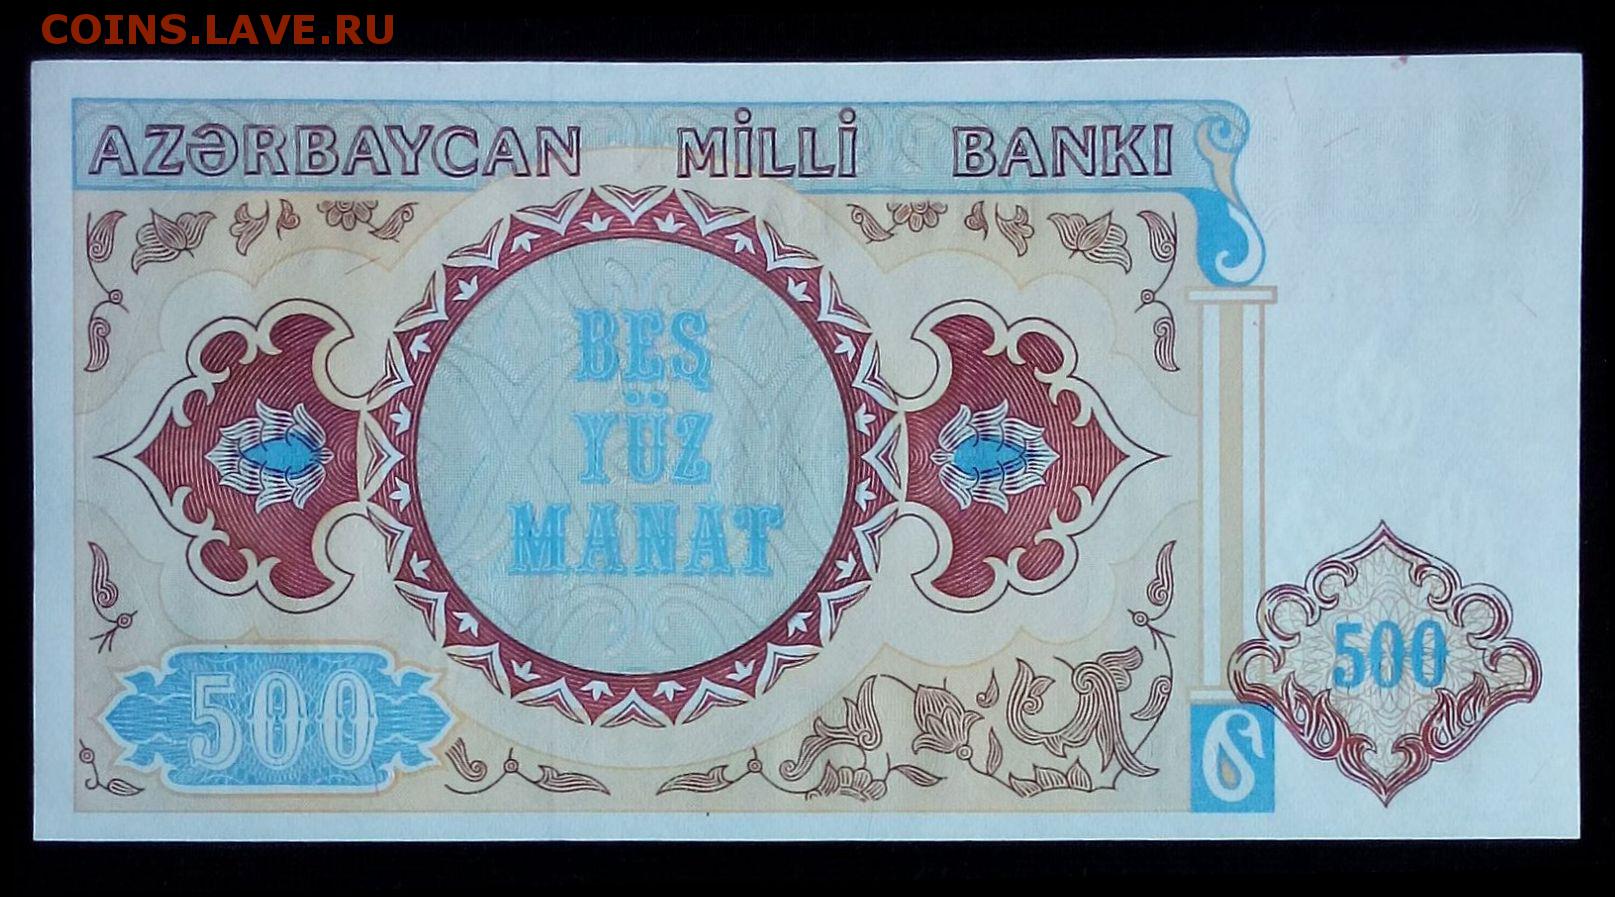 COINS.LAVE.RU
AZƏRBAYCAN MİLLİ BANKI
BEŞ
YÜZ
MANAT
500
500